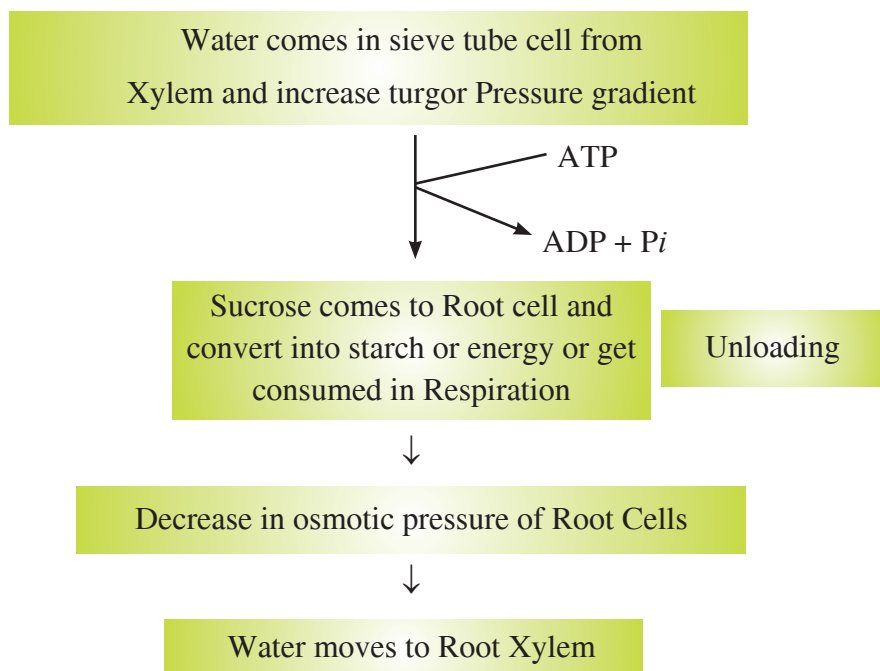 Water comes in sieve tube cell from
Xylem and increase turgor Pressure gradient
ATP
ADP + Pi
Sucrose comes to Root cell and
convert into starch or energy or get
consumed in Respiration
Unloading
↓
Decrease in osmotic pressure of Root Cells
↓
Water moves to Root Xylem